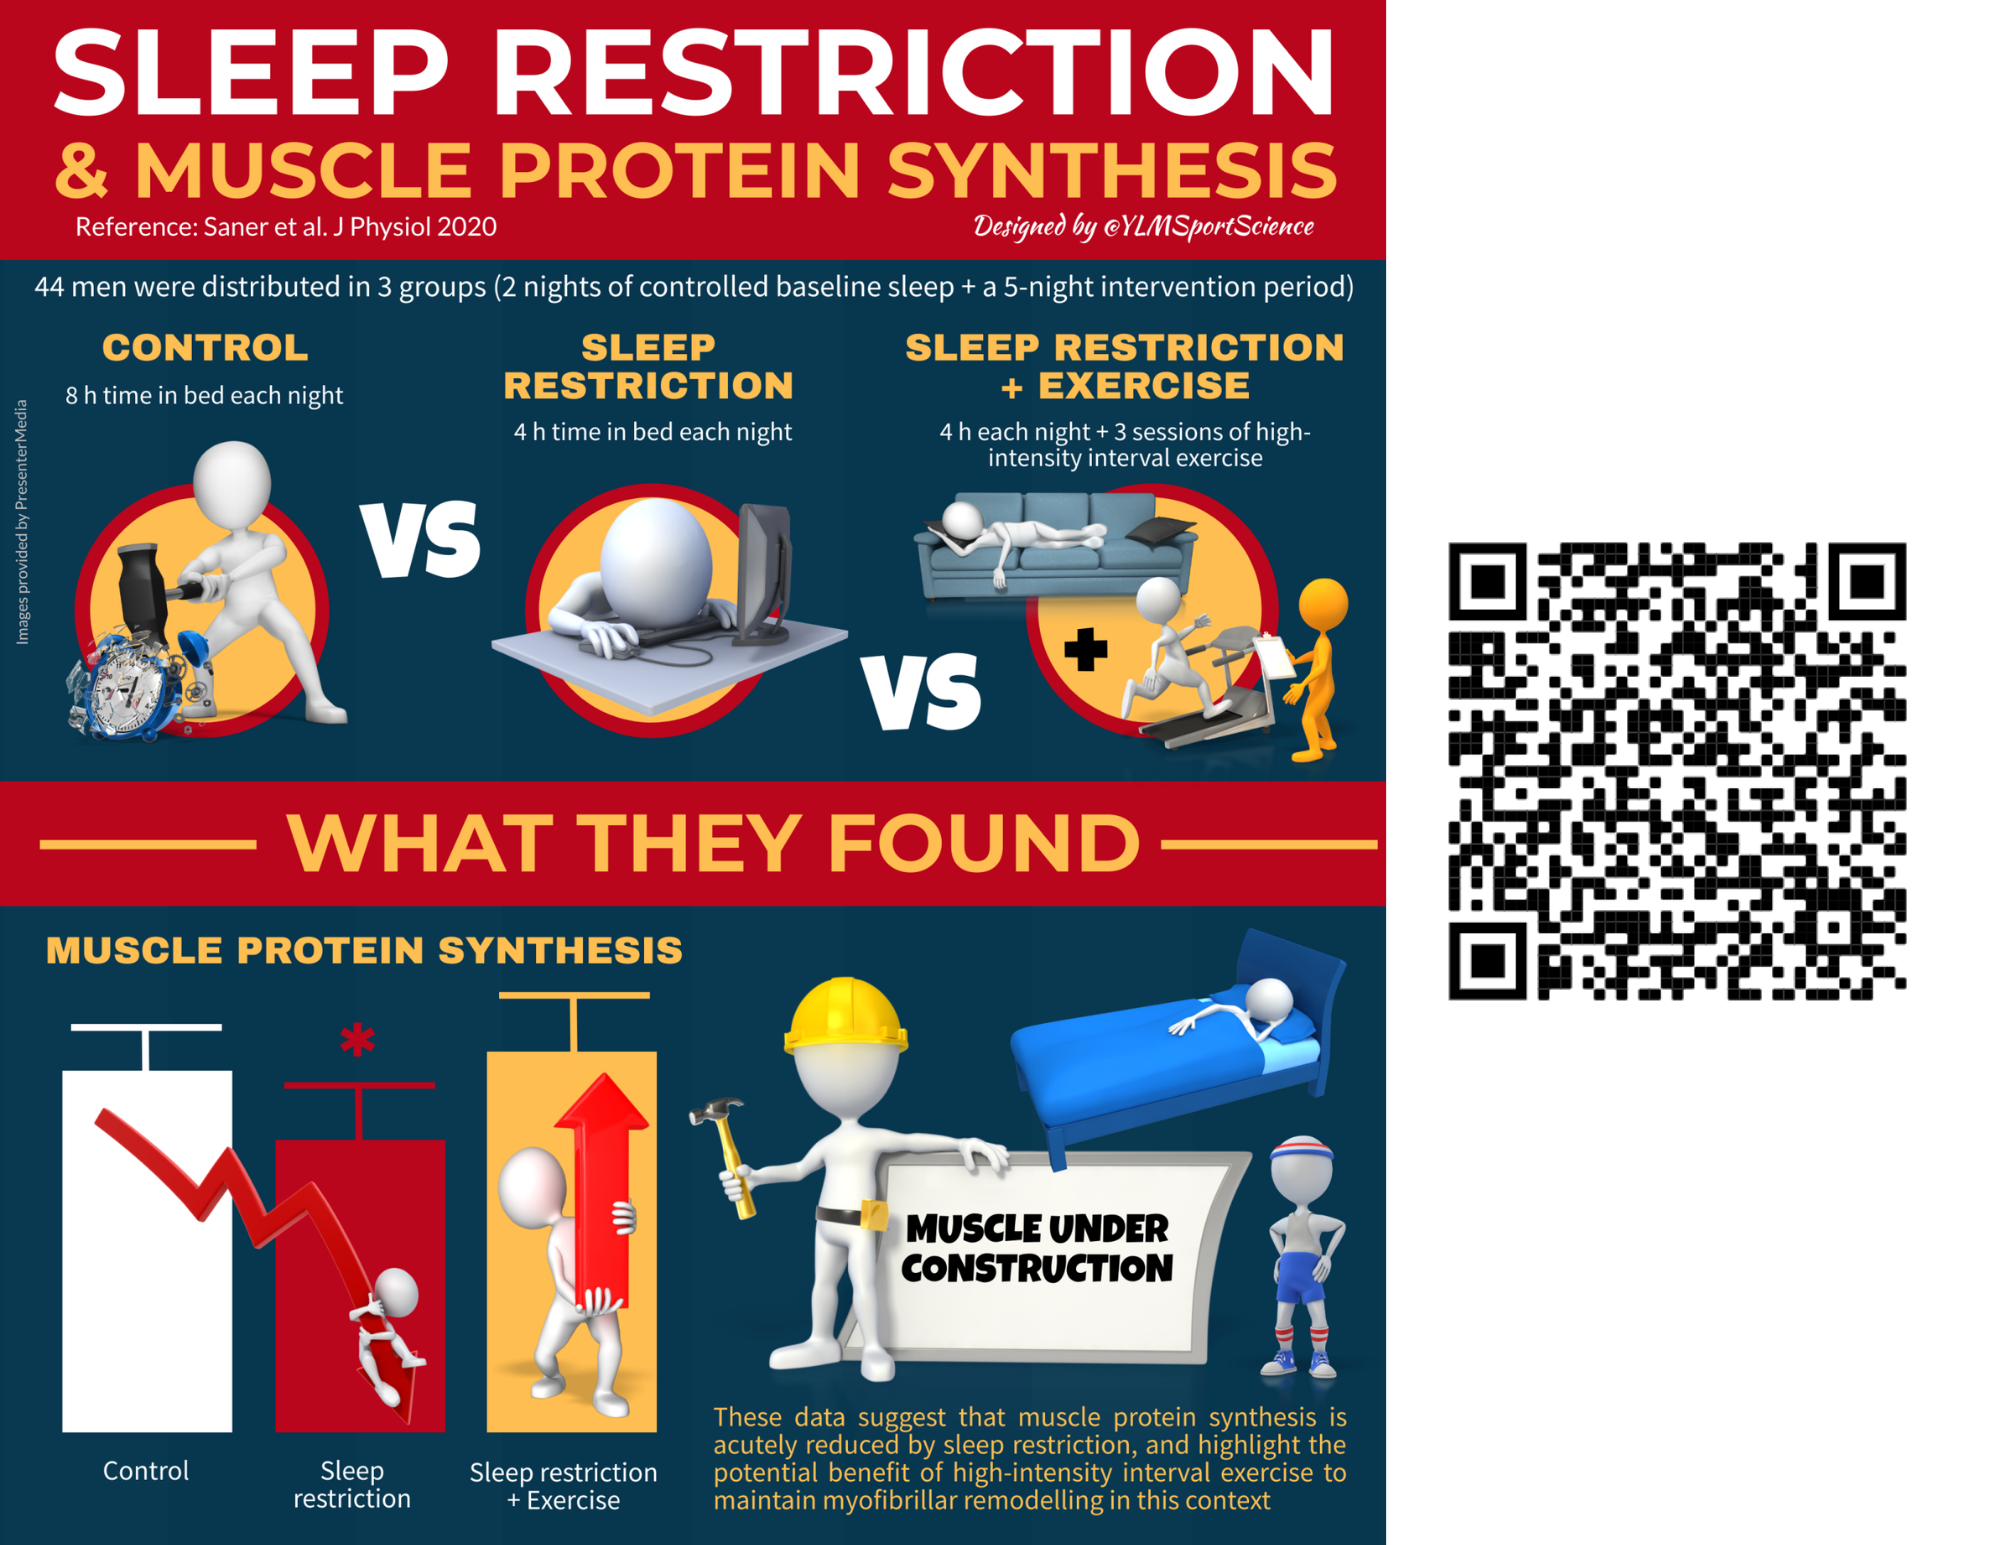 SLEEP RESTRICTION
& MUSCLE PROTEIN SYNTHESIS
Reference: Saner et al. J Physiol 2020
Designed by @YLMSportScience
44 men were distributed in 3 groups (2 nights of controlled baseline sleep + a 5-night intervention period)
CONTROL
8 h time in bed each night
VS
SLEEP
RESTRICTION
4 h time in bed each night
VS
SLEEP RESTRICTION
+ EXERCISE
4 h each night + 3 sessions of high-
intensity interval exercise
+
Images provided by PresenterMedia
WHAT THEY FOUND
MUSCLE PROTEIN SYNTHESIS
*
Control
Sleep
restriction
Sleep restriction
+ Exercise
MUSCLE UNDER
CONSTRUCTION
These data suggest that muscle protein synthesis is
acutely reduced by sleep restriction, and highlight the
potential benefit of high-intensity interval exercise to
maintain myofibrillar remodelling in this context